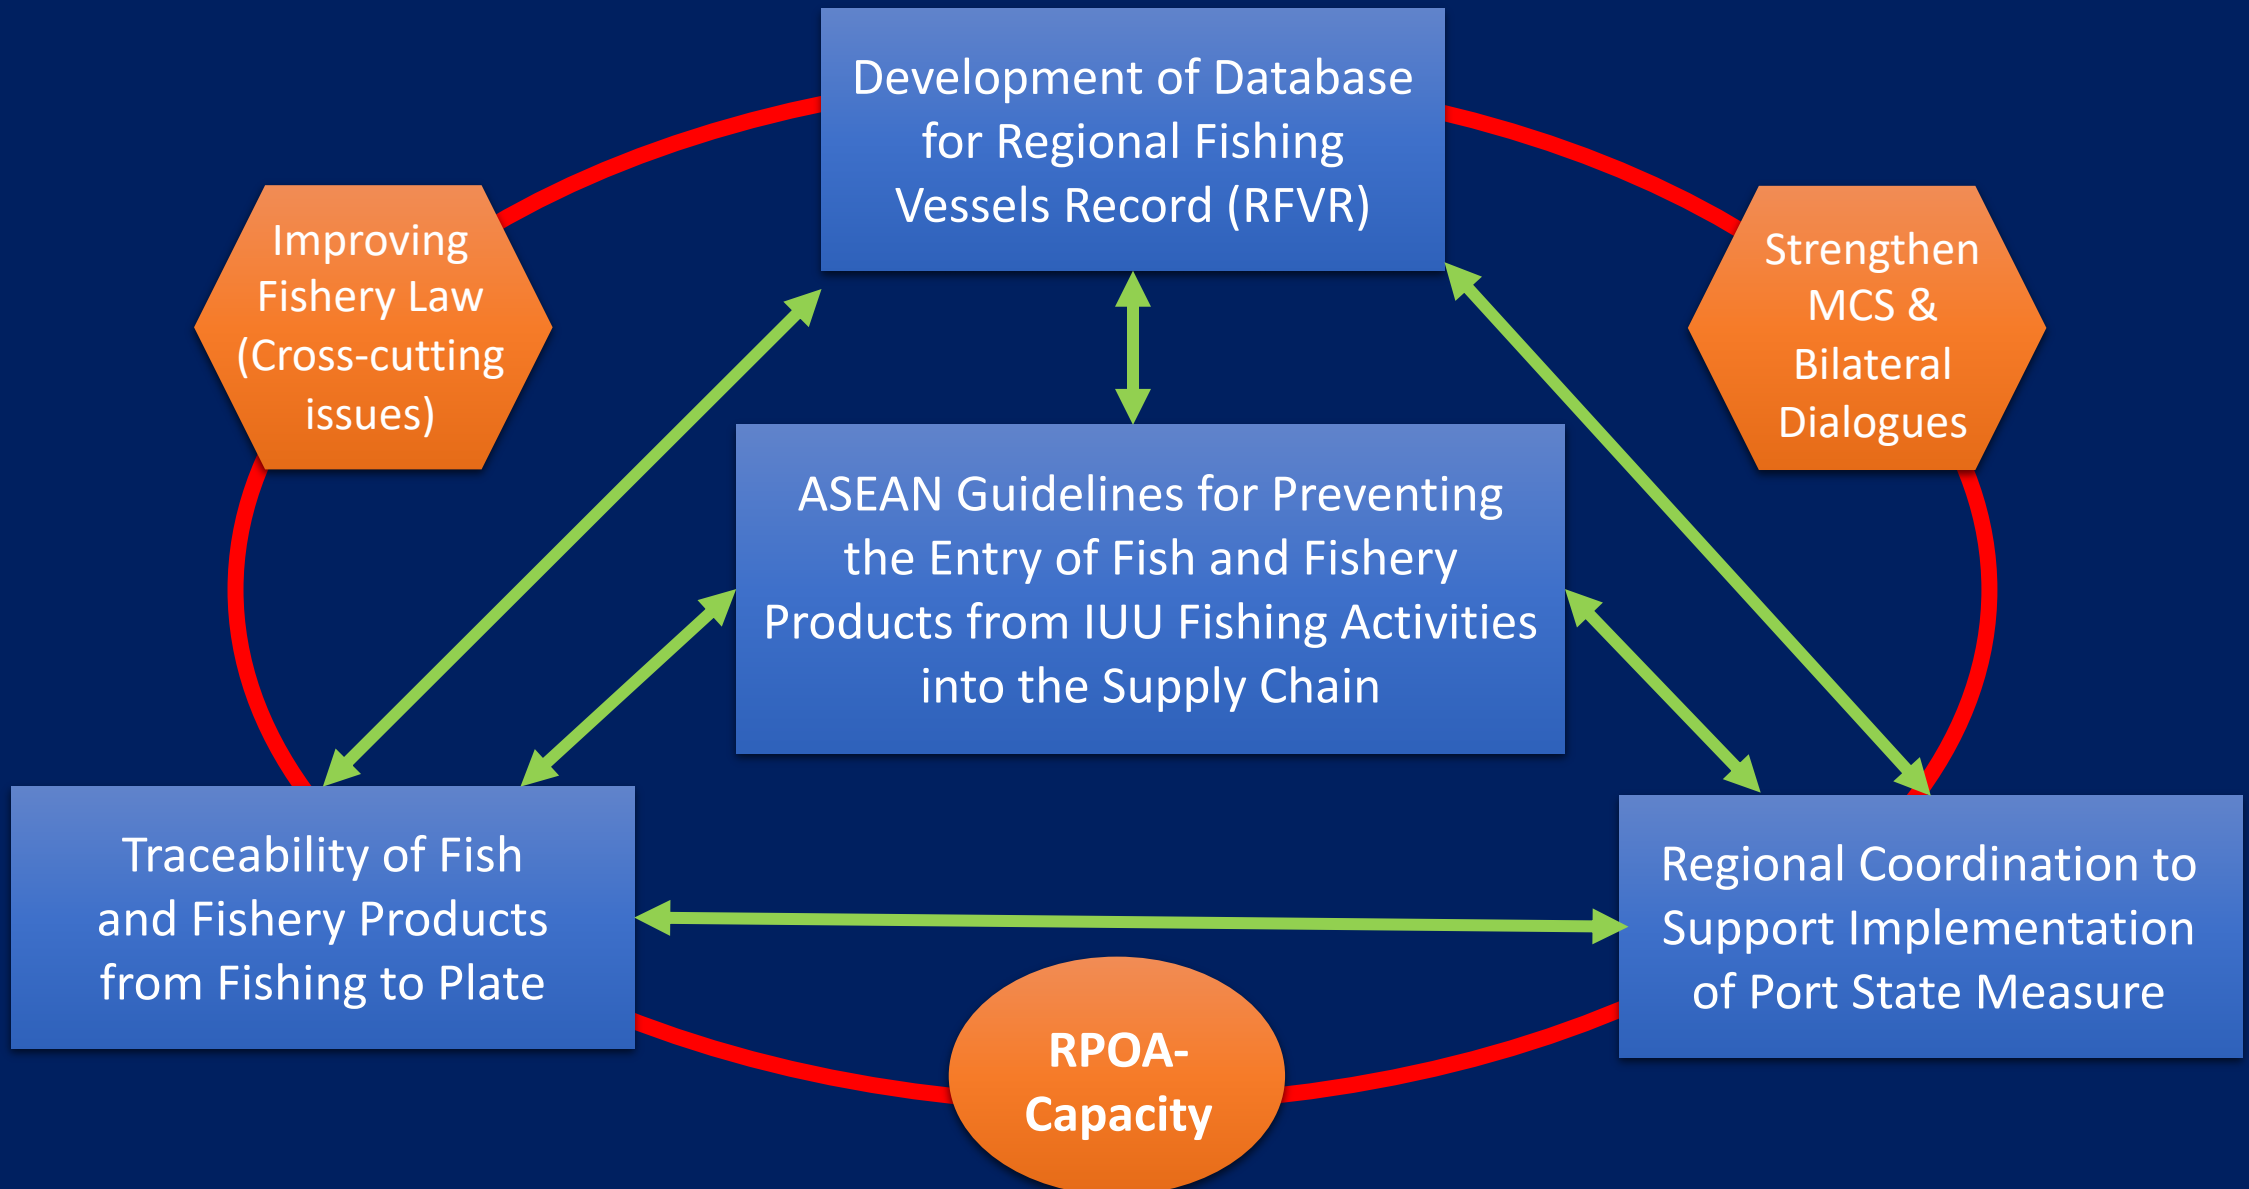 Development of Database
for Regional Fishing
Vessels Record (RFVR)
Improving
Fishery Law
(Cross-cutting
issues)
Strengthen
MCS &
Bilateral
Dialogues
ASEAN Guidelines for Preventing
the Entry of Fish and Fishery
Products from IUU Fishing Activities
into the Supply Chain
Traceability of Fish
and Fishery Products
from Fishing to Plate
Regional Coordination to
Support Implementation
of Port State Measure
RPOA-
Capacity